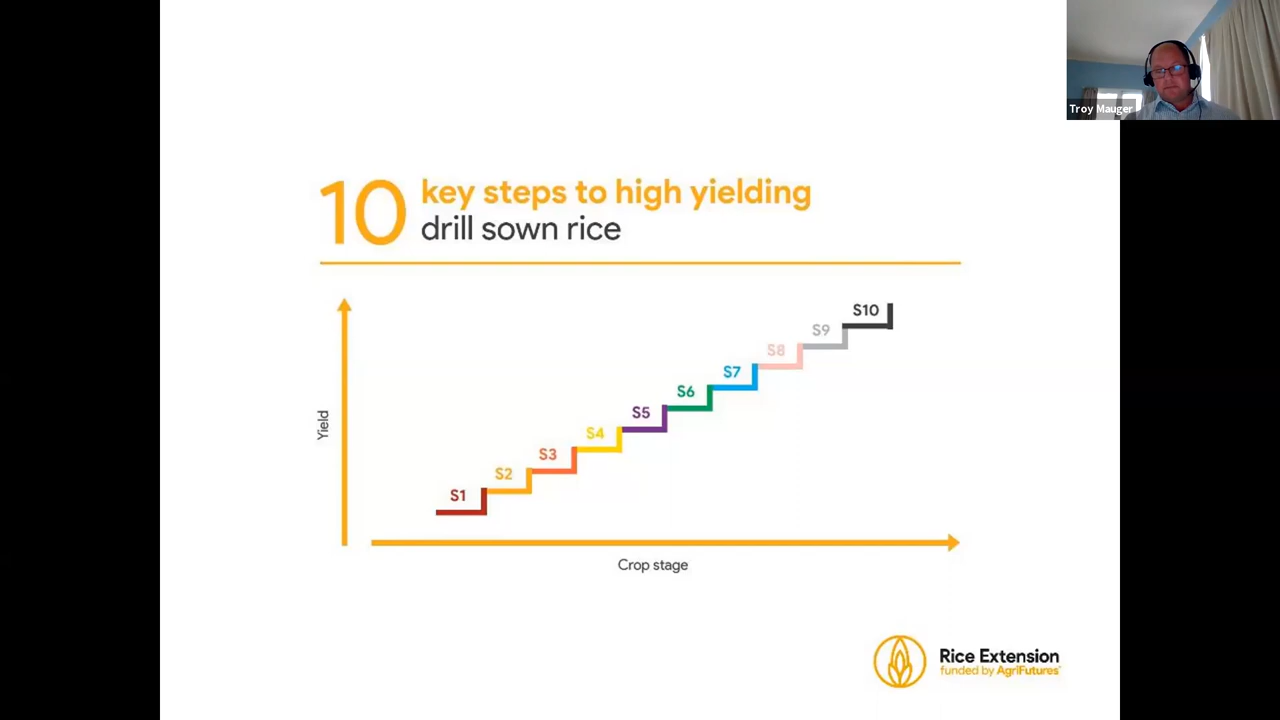 Troy Mauger
10 key steps to high yielding
drill sown rice
Yield
S10
S9
S8
S7
S6
S5
S4
S3
S2
S1
Crop stage
Rice Extension
funded by AgriFutures